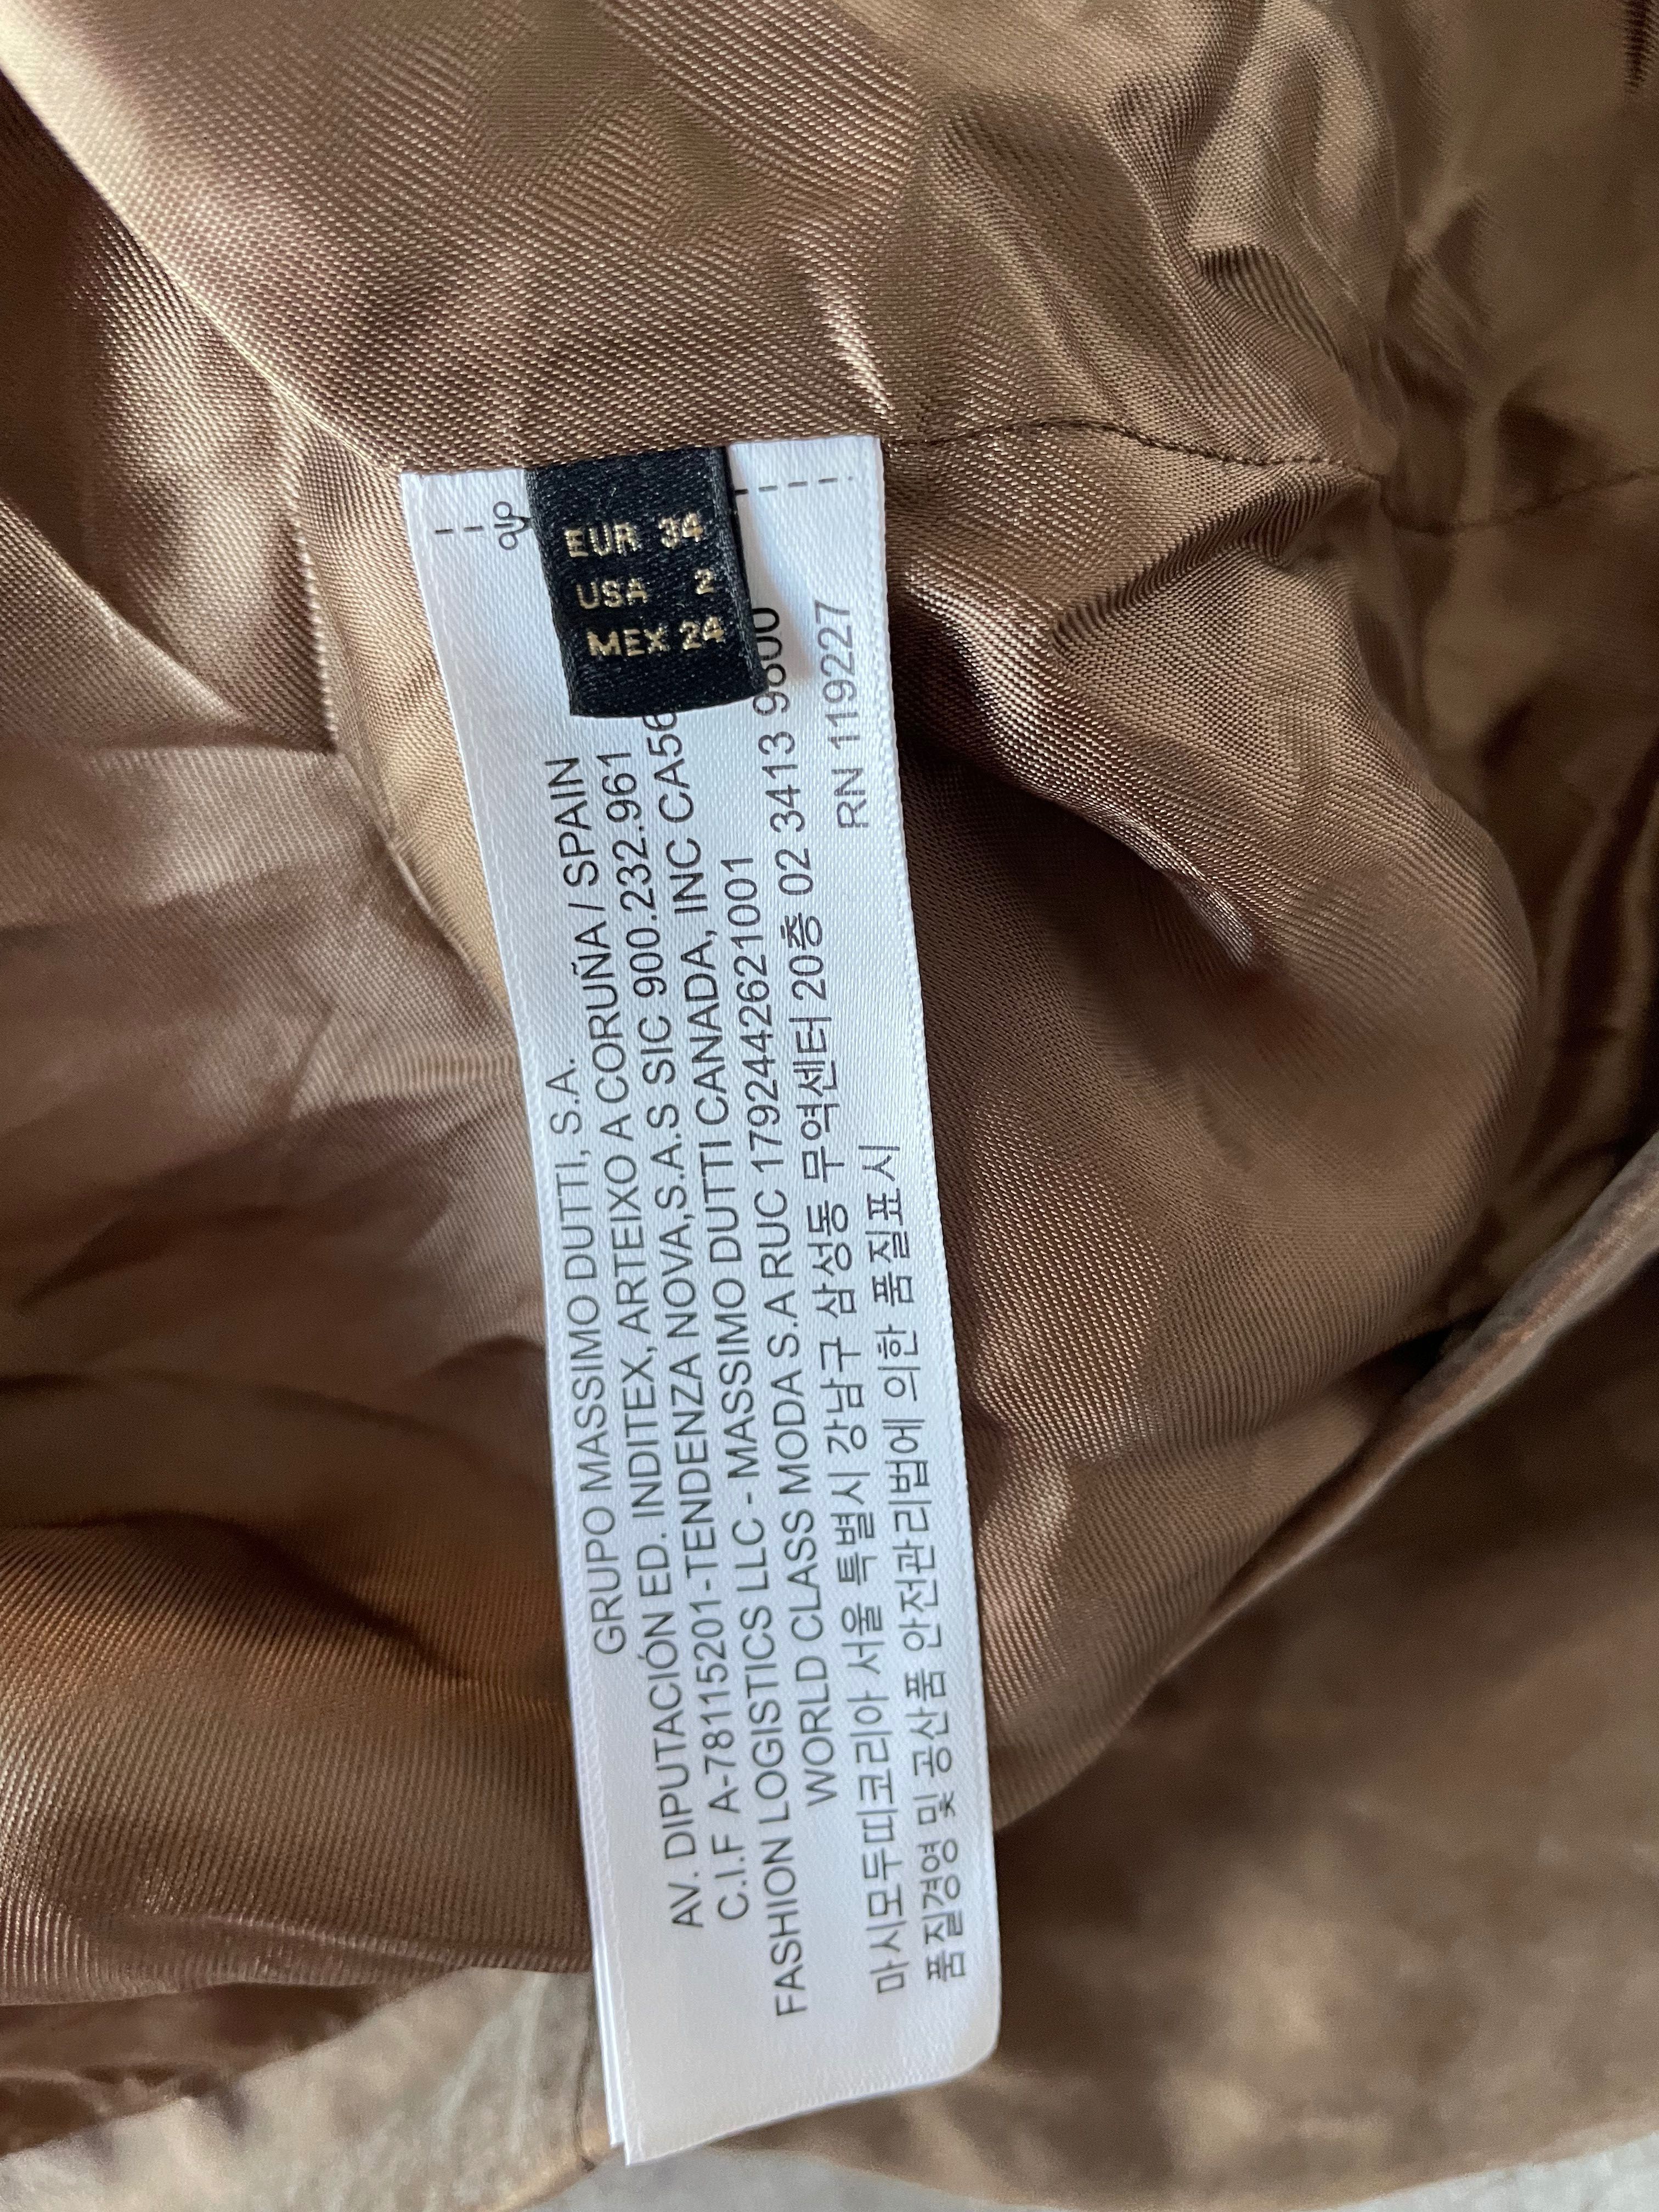 EUR 34
USA 2
MEX 24
GRUPO MASSIMO DUTTI, S.A.
AV. DIPUTACIÓN ED. INDITEX, ARTEIXO A CORUÑA / SPAIN
C.I.F A-78115201-TENDENZA NOVA,S.A.S SIC 900.232.961
FASHION LOGISTICS LLC - MASSIMO DUTTI CANADA, INC
WORLD CLASS MODA S.A RUC 1792442621001
마시모두띠코리아 서울 특별시 강남구 삼성동 무역센터 20층 02 3413
품질경영 및 공산품 안전관리법에 의한 품질표시
RN 119227